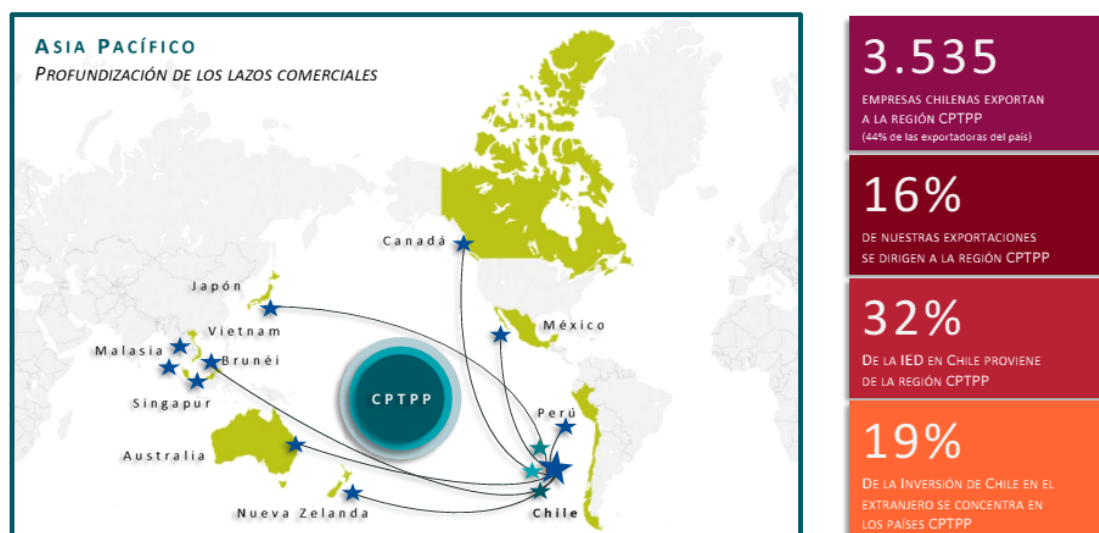 ASIA PACÍFICO
PROFUNDIZACIÓN DE LOS LAZOS COMERCIALES
Canadá
Japón
Vietnam
México
Malasia
Brunéi
Singapur
CPTPP
Perú
Australia
Nueva Zelanda
Chile
3.535
EMPRESAS CHILENAS EXPORTAN
A LA REGIÓN CPTPP
(44% de las exportadoras del país)
16%
DE NUESTRAS EXPORTACIONES
SE DIRIGEN A LA REGIÓN CPTPP
32%
DE LA IED EN CHILE PROVIENE
DE LA REGIÓN CPTPP
19%
DE LA INVERSIÓN DE CHILE EN EL
EXTRANJERO SE CONCENTRA EN
LOS PAÍSES CPTPP